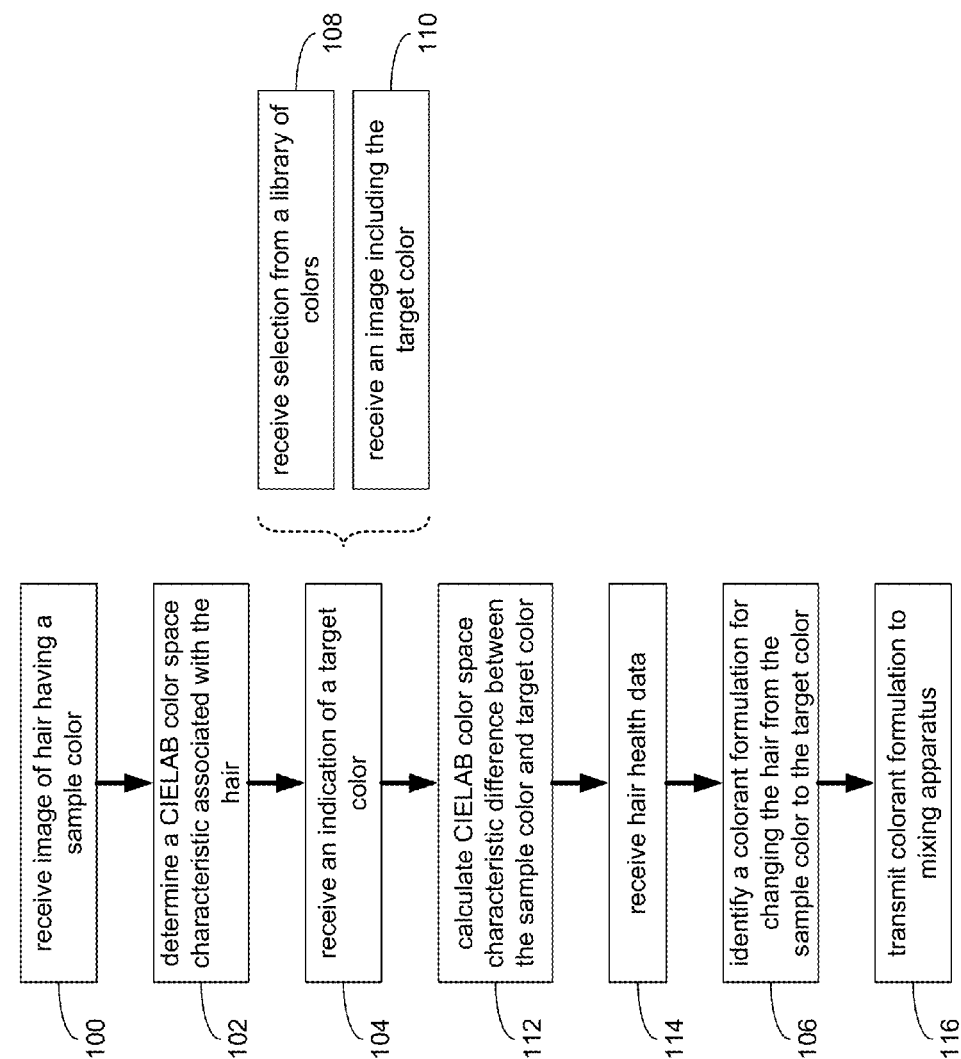 receive image of hair having a
sample color
100
determine a CIELAB color space
characteristic associated with the
hair
102
receive an indication of a target
color
104
receive selection from a library of
colors
108
receive an image including the
target color
110
calculate CIELAB color space
characteristic difference between
the sample color and target color
112
receive hair health data
114
identify a colorant formulation for
changing the hair from the
sample color to the target color
106
transmit colorant formulation to
mixing apparatus
116